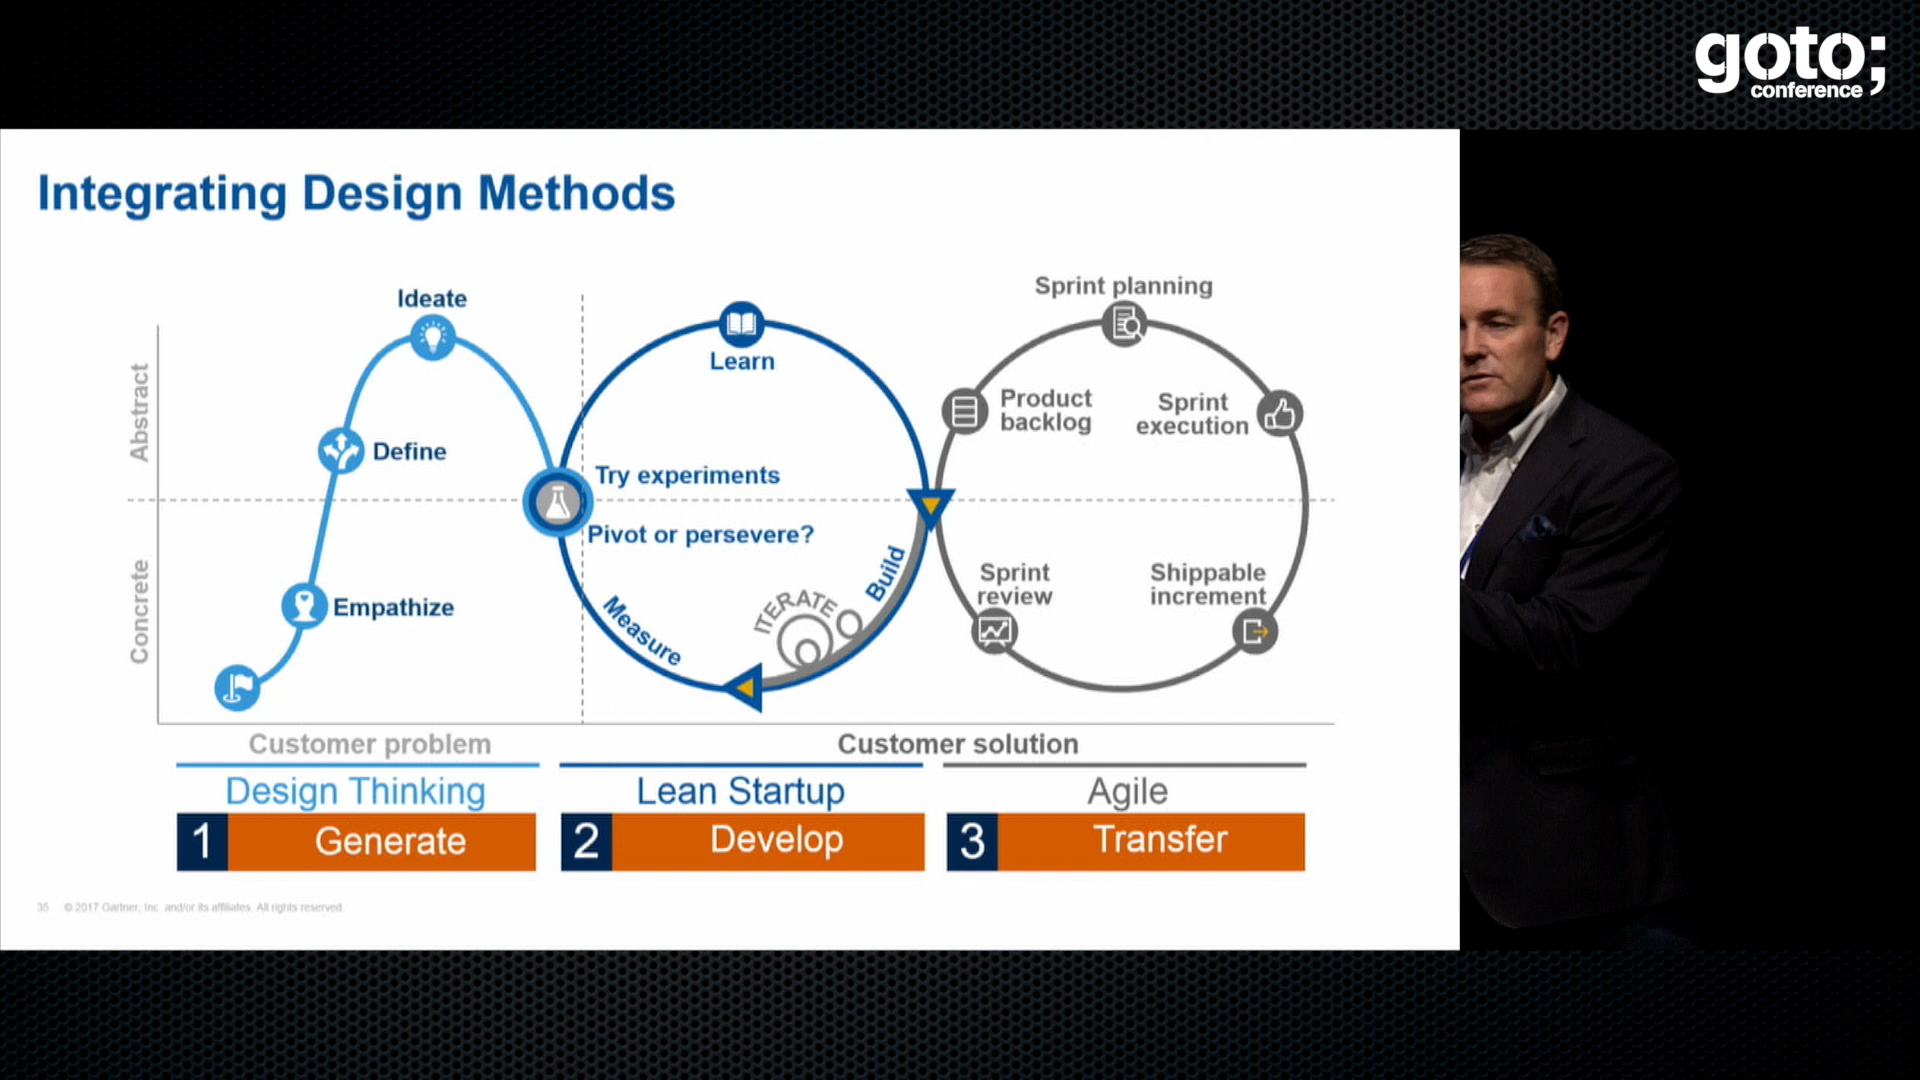 goto;
conference
Integrating Design Methods
Ideate
Define
Empathize
Abstract
Concrete
Learn
Try experiments
Pivot or persevere?
Measure
ITERATE
Build
Sprint planning
Product
backlog
Sprint
execution
Sprint
review
Shippable
increment
Customer problem
Customer solution
Design Thinking
Lean Startup
Agile
1 Generate
2 Develop
3 Transfer
35 © 2017 Gartner, Inc. and/or its affiliates. All rights reserved.